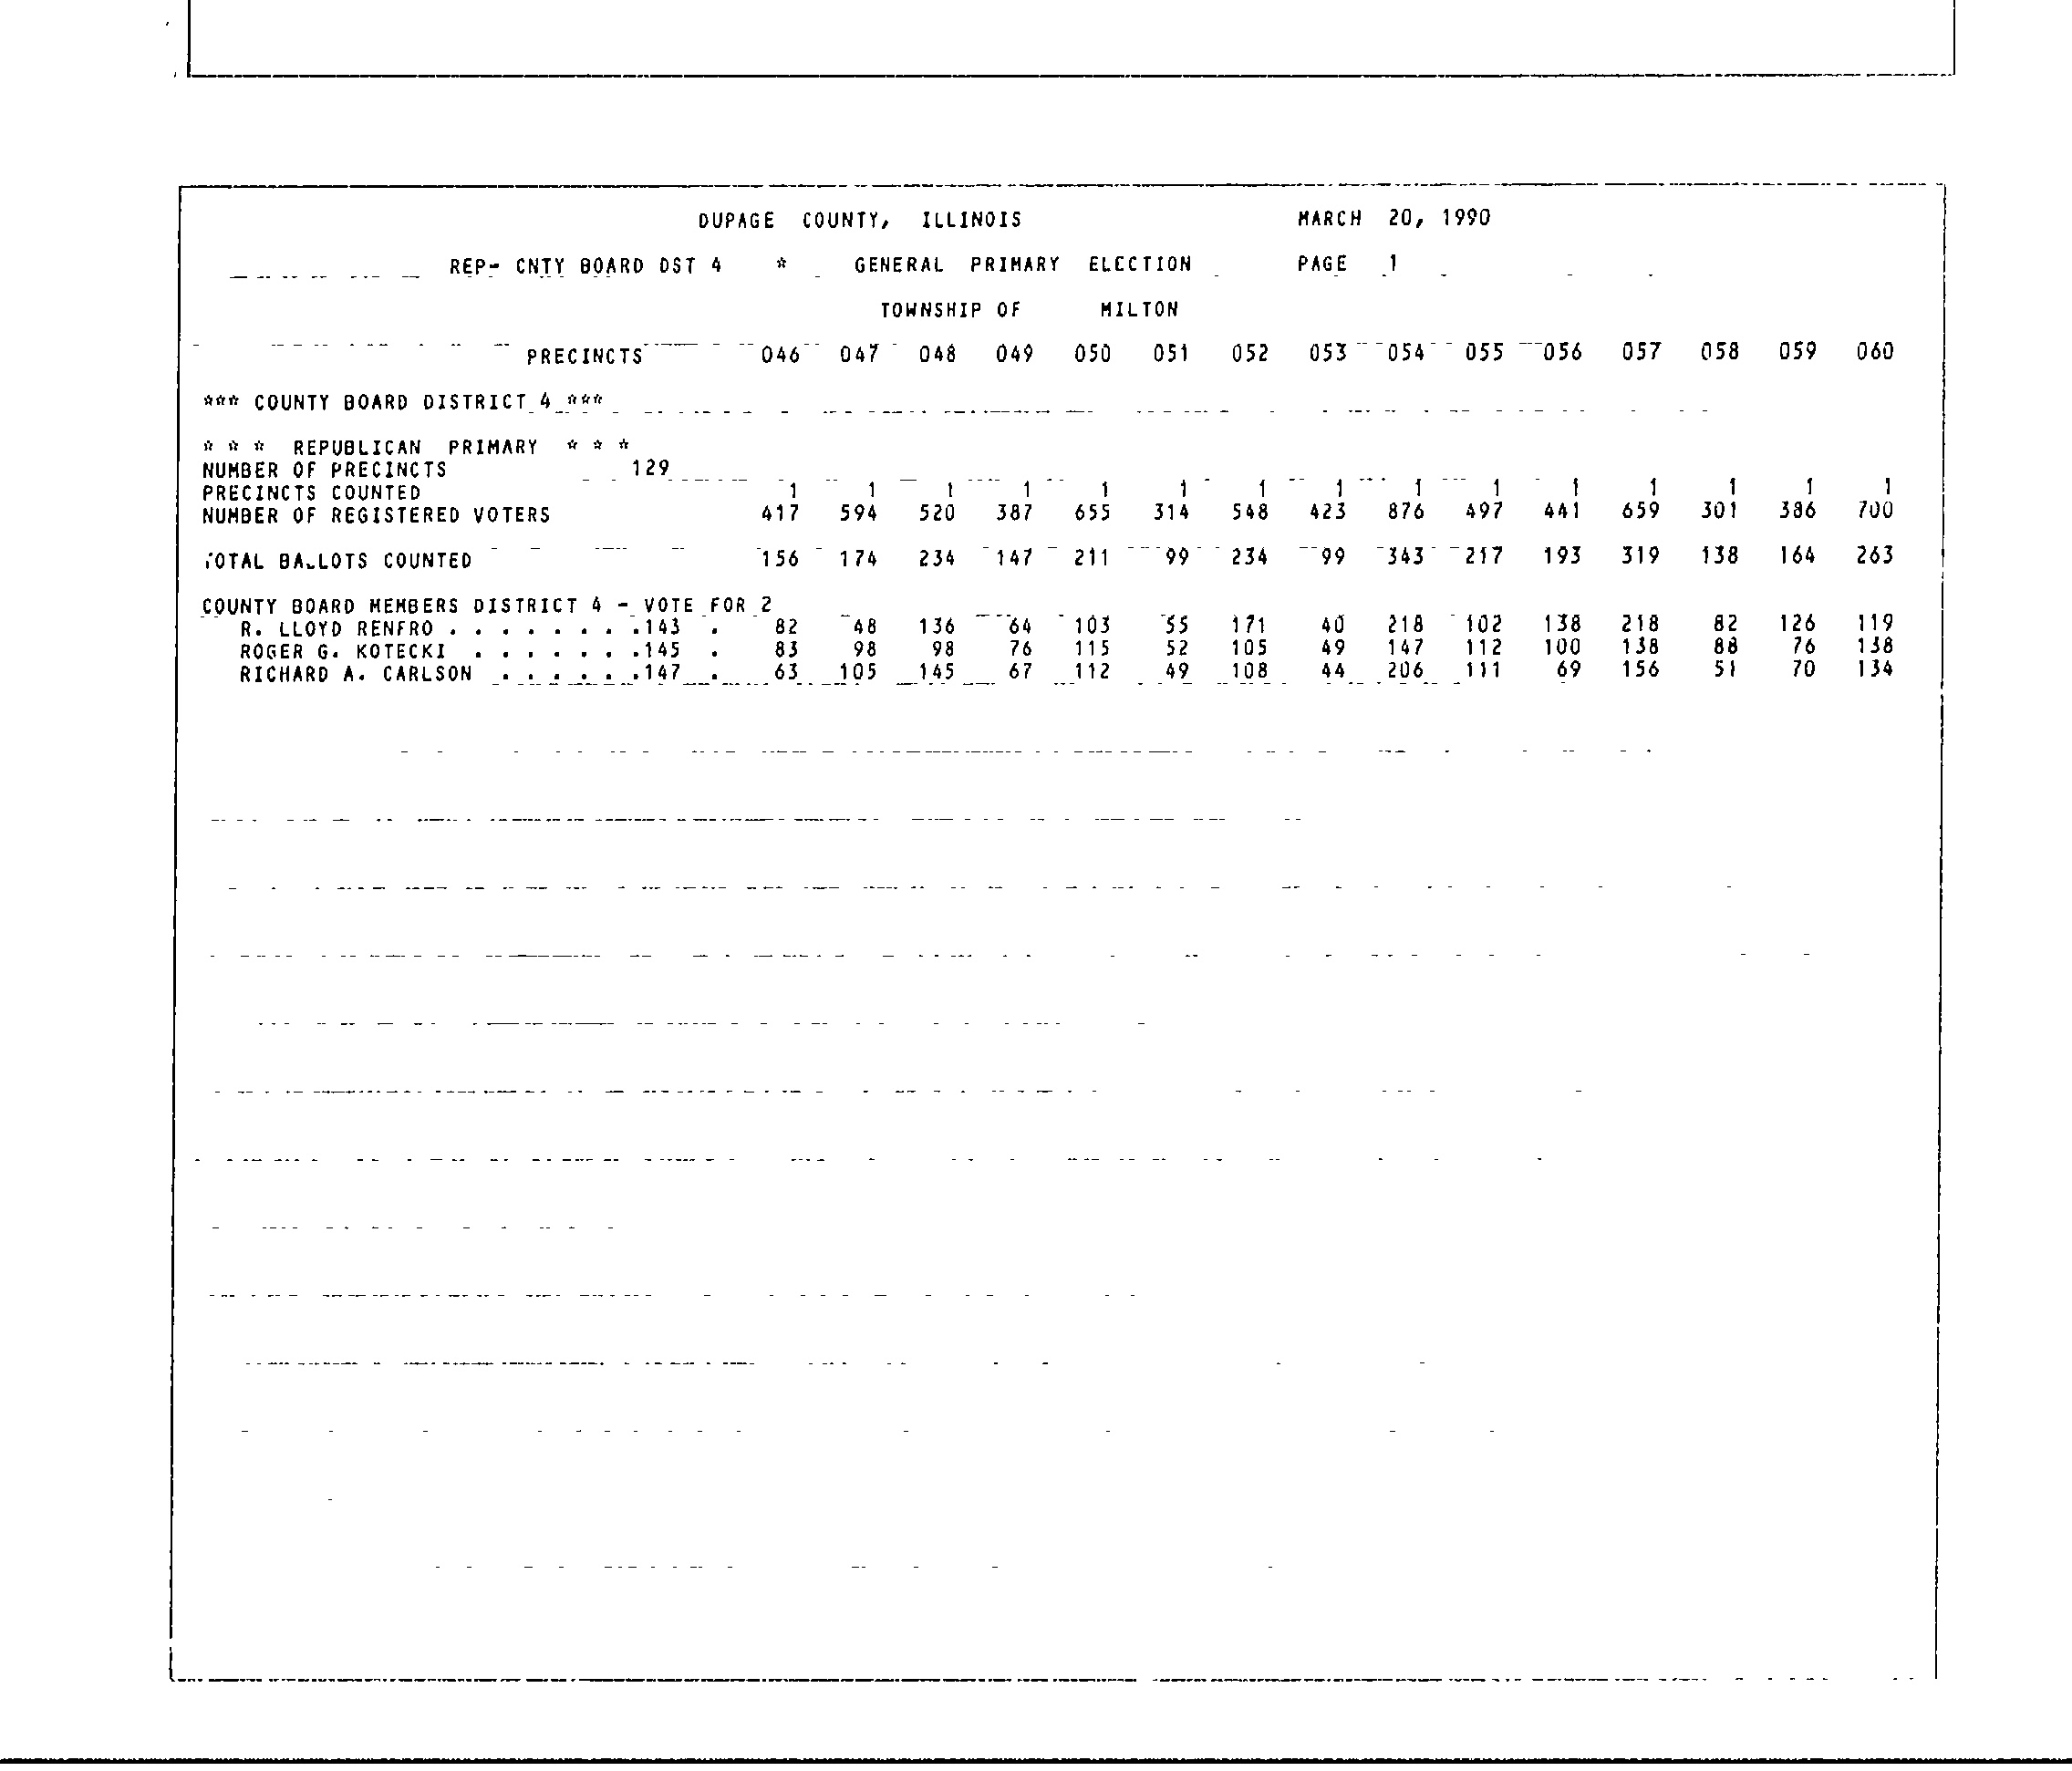 DUPAGE COUNTY, ILLINOIS MARCH 20, 1990
REP- CNTY BOARD DST 4 * GENERAL PRIMARY ELECTION PAGE 1
TOWNSHIP OF MILTON
PRECINCTS 046 047 048 049 050 051 052 053 054 055 056 057 058 059 060
*** COUNTY BOARD DISTRICT 4 ***
* * * REPUBLICAN PRIMARY * * *
NUMBER OF PRECINCTS 129
PRECINCTS COUNTED 1 1 1 1 1 1 1 1 1 1 1 1 1 1 1
NUMBER OF REGISTERED VOTERS 417 594 520 387 655 314 548 423 876 497 441 659 301 386 700
TOTAL BALLOTS COUNTED 156 174 234 147 211 99 234 99 343 217 193 319 138 164 263
COUNTY BOARD MEMBERS DISTRICT 4 - VOTE FOR 2
R. LLOYD RENFRO . . . . . . . .143 . 82 48 136 64 103 55 171 40 218 102 138 218 82 126 119
ROGER G. KOTECKI . . . . . . .145 . 83 98 98 76 115 52 105 49 147 112 100 138 88 76 138
RICHARD A. CARLSON . . . . . .147 . 63 105 145 67 112 49 108 44 206 111 69 156 51 70 134